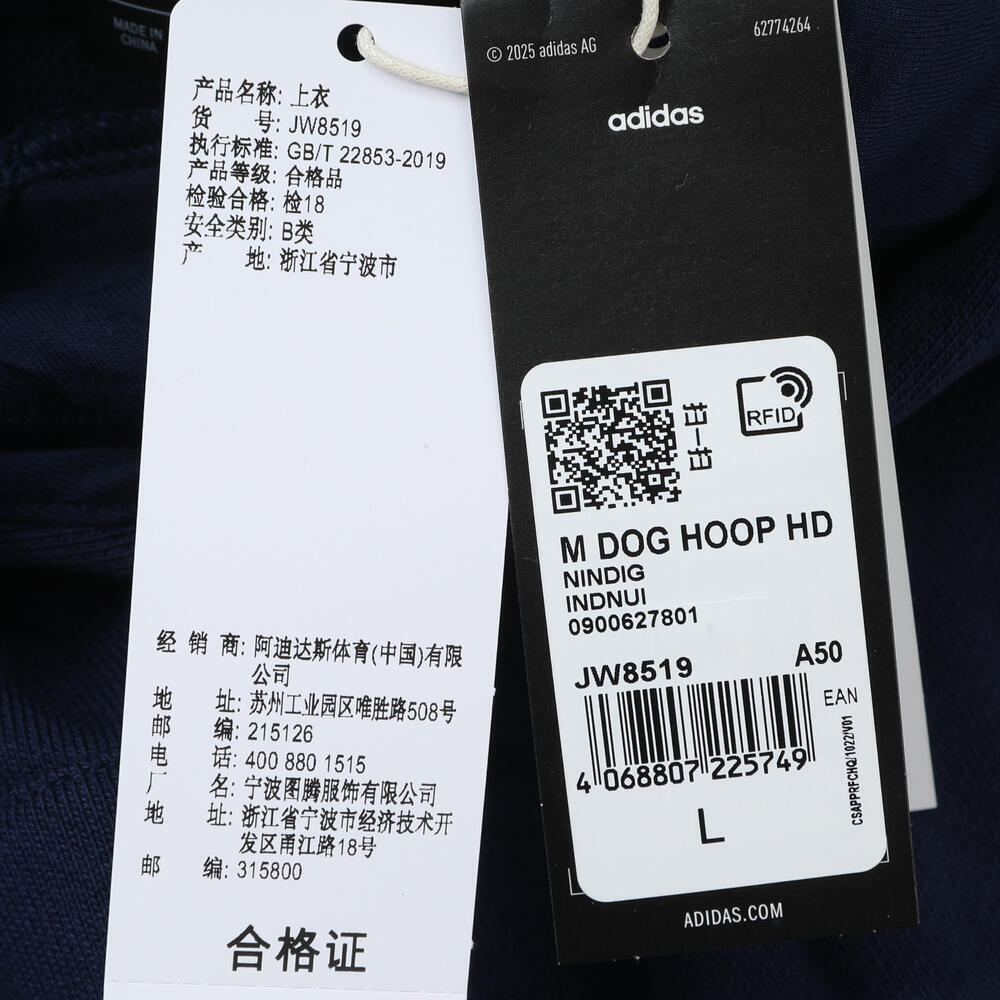 MADE IN
CHINA
产品名称: 上衣
货 号: JW8519
执行标准: GB/T 22853-2019
产品等级: 合格品
检验合格: 检18
安全类别: B类
产 地: 浙江省宁波市
经 销 商: 阿迪达斯体育(中国)有限
公司
地 址: 苏州工业园区唯胜路508号
邮 编: 215126
电 话: 400 880 1515
厂 名: 宁波图腾服饰有限公司
地 址: 浙江省宁波市经济技术开
发区甬江路18号
邮 编: 315800
合格证
© 2025 adidas AG
62774264
adidas
扫一扫
RFID
M DOG HOOP HD
NINDIG
INDNUI
0900627801
JW8519
A50
EAN
4 068807 225749
CSAPPRFCHQ/1022/V01
L
ADIDAS.COM